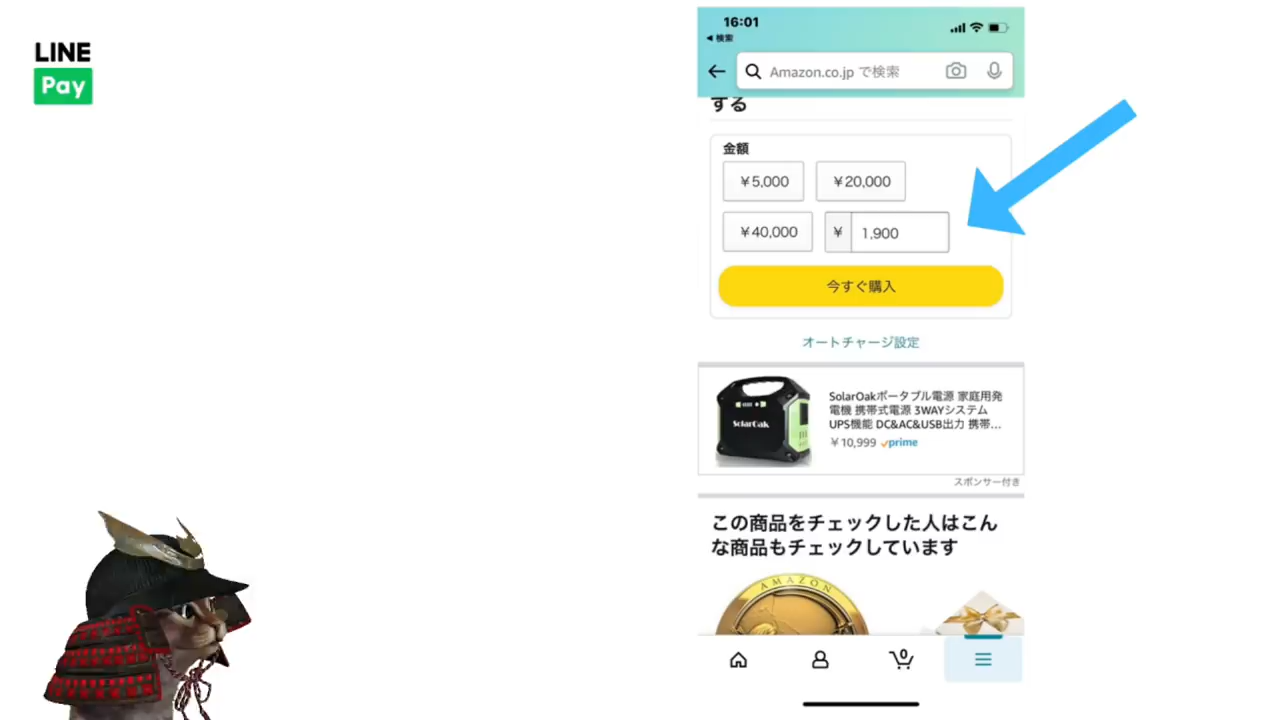 LINE
Pay
16:01
◀ 検索
Amazon.co.jp で検索
する
金額
￥5,000
￥20,000
￥40,000
￥ 1,900
今すぐ購入
オートチャージ設定
SolarOak
SolarOakポータブル電源 家庭用発
電機 携帯式電源 3WAYシステム
UPS機能 DC&AC&USB出力 携帯...
￥10,999 prime
スポンサー付き
この商品をチェックした人はこん
な商品もチェックしています
AMAZON
0